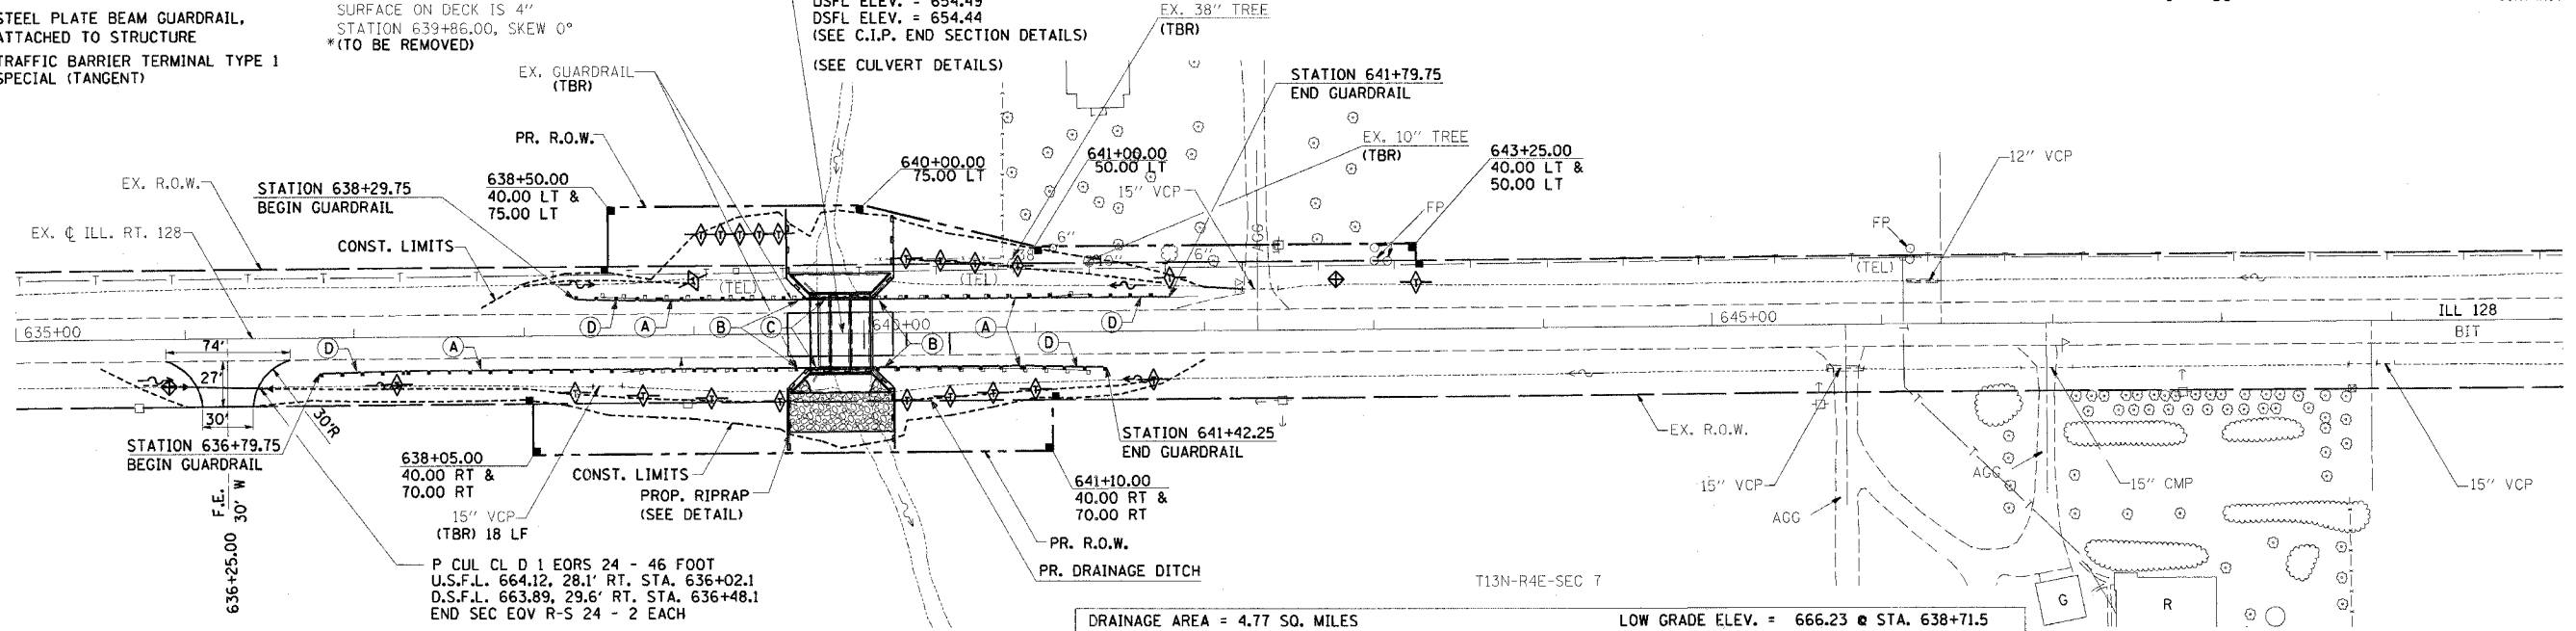 STEEL PLATE BEAM GUARDRAIL,
ATTACHED TO STRUCTURE
TRAFFIC BARRIER TERMINAL TYPE 1
SPECIAL (TANGENT)
SURFACE ON DECK IS 4"
STATION 639+86.00, SKEW 0°
*(TO BE REMOVED)
DSFL ELEV. = 654.44
(SEE C.I.P. END SECTION DETAILS)
(SEE CULVERT DETAILS)
EX. 38" TREE
(TBR)
EX. GUARDRAIL
(TBR)
STATION 641+79.75
END GUARDRAIL
PR. R.O.W.
EX. 10" TREE
(TBR)
643+25.00
40.00 LT &
50.00 LT
12" VCP
640+00.00
75.00 LT
641+00.00
50.00 LT
15" VCP
EX. R.O.W.
STATION 638+29.75
BEGIN GUARDRAIL
638+50.00
40.00 LT &
75.00 LT
FP
FP
EX. ℄ ILL. RT. 128
CONST. LIMITS
6"
6"
AGG
(TEL)
(TEL)
(TEL)
D
A
B
C
A
D
635+00
640+00
645+00
ILL 128
BIT
74'
D
A
B
D
27'
30'
30'R
STATION 636+79.75
BEGIN GUARDRAIL
638+05.00
40.00 RT &
70.00 RT
CONST. LIMITS
PROP. RIPRAP
(SEE DETAIL)
STATION 641+42.25
END GUARDRAIL
641+10.00
40.00 RT &
70.00 RT
EX. R.O.W.
15" VCP
AGG
AGG
15" CMP
15" VCP
636+25.00
F.E.
30' W
15" VCP
(TBR) 18 LF
PR. R.O.W.
PR. DRAINAGE DITCH
P CUL CL D 1 EQRS 24 - 46 FOOT
U.S.F.L. 664.12, 28.1' RT. STA. 636+02.1
D.S.F.L. 663.89, 29.6' RT. STA. 636+48.1
END SEC EQV R-S 24 - 2 EACH
T13N-R4E-SEC 7
G
R
DRAINAGE AREA = 4.77 SQ. MILES
LOW GRADE ELEV. = 666.23 @ STA. 638+71.5